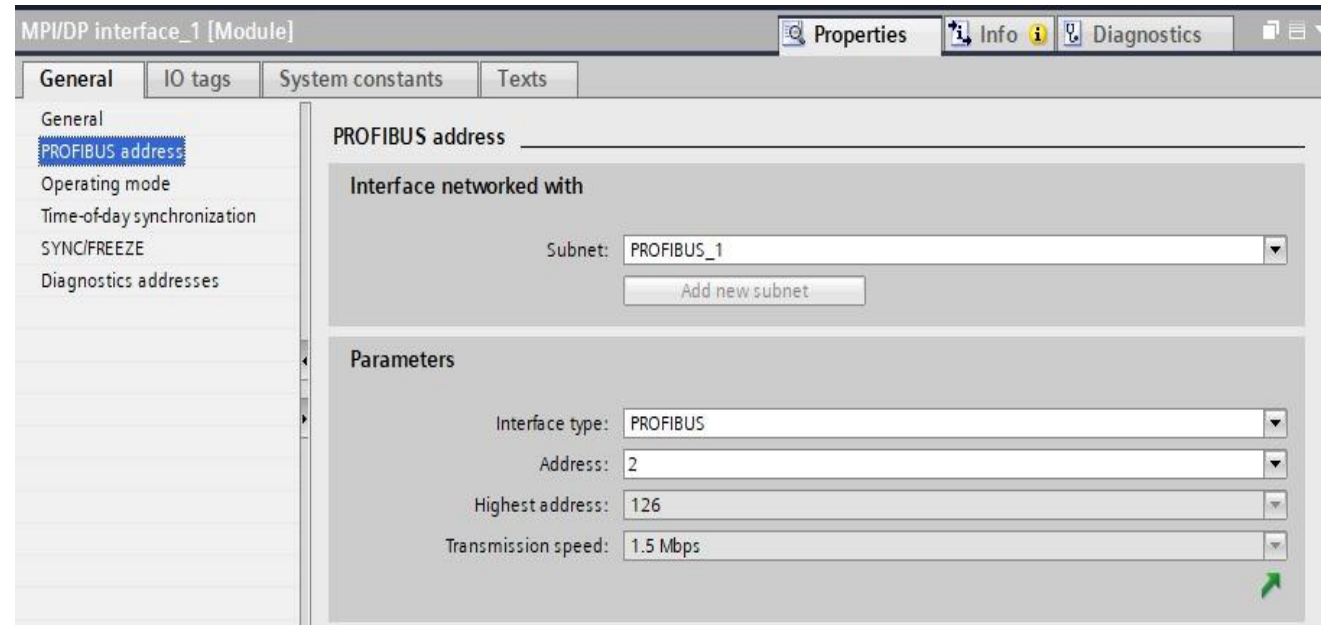 MPI/DP interface_1 [Module]
Properties
Info
Diagnostics
General
IO tags
System constants
Texts
General
PROFIBUS address
Operating mode
Time-of-day synchronization
SYNC/FREEZE
Diagnostics addresses
PROFIBUS address
Interface networked with
Subnet: PROFIBUS_1
Add new subnet
Parameters
Interface type: PROFIBUS
Address: 2
Highest address: 126
Transmission speed: 1.5 Mbps